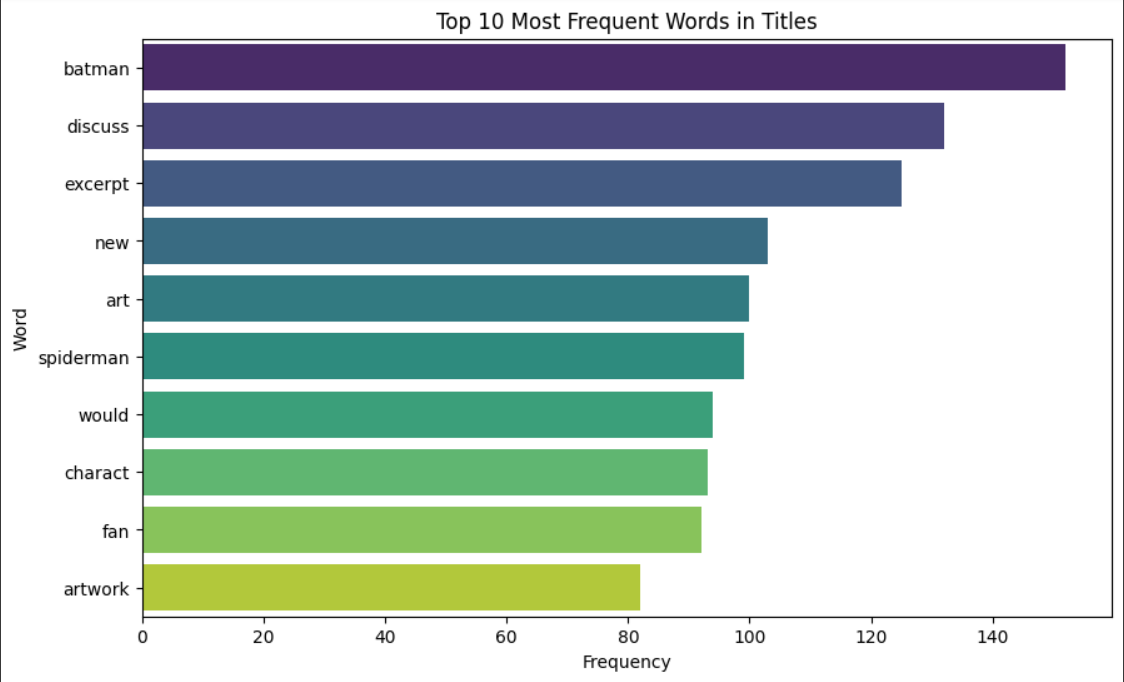 Top 10 Most Frequent Words in Titles
batman
discuss
excerpt
new
art
spiderman
would
charact
fan
artwork
Word
0 20 40 60 80 100 120 140
Frequency